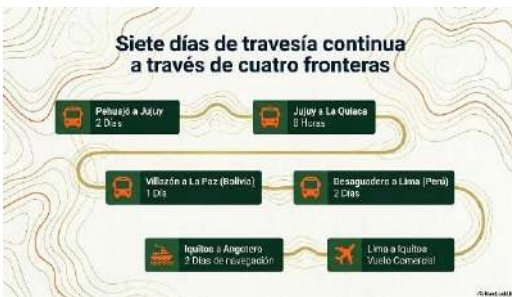 Siete días de travesía continua
a través de cuatro fronteras
Pehuajó a Jujuy
2 Días
Jujuy a La Quiaca
8 Horas
Villazón a La Paz (Bolivia)
1 Día
Desaguadero a Lima (Perú)
2 Días
Lima a Iquitos
Vuelo Comercial
Iquitos a Angotero
2 Días de navegación